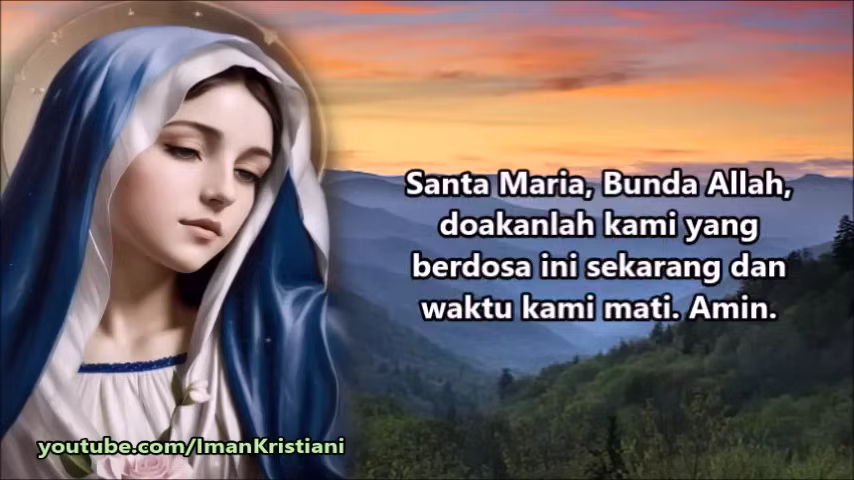 Santa Maria, Bunda Allah,
doakanlah kami yang
berdosa ini sekarang dan
waktu kami mati. Amin.
youtube.com/ImanKristiani